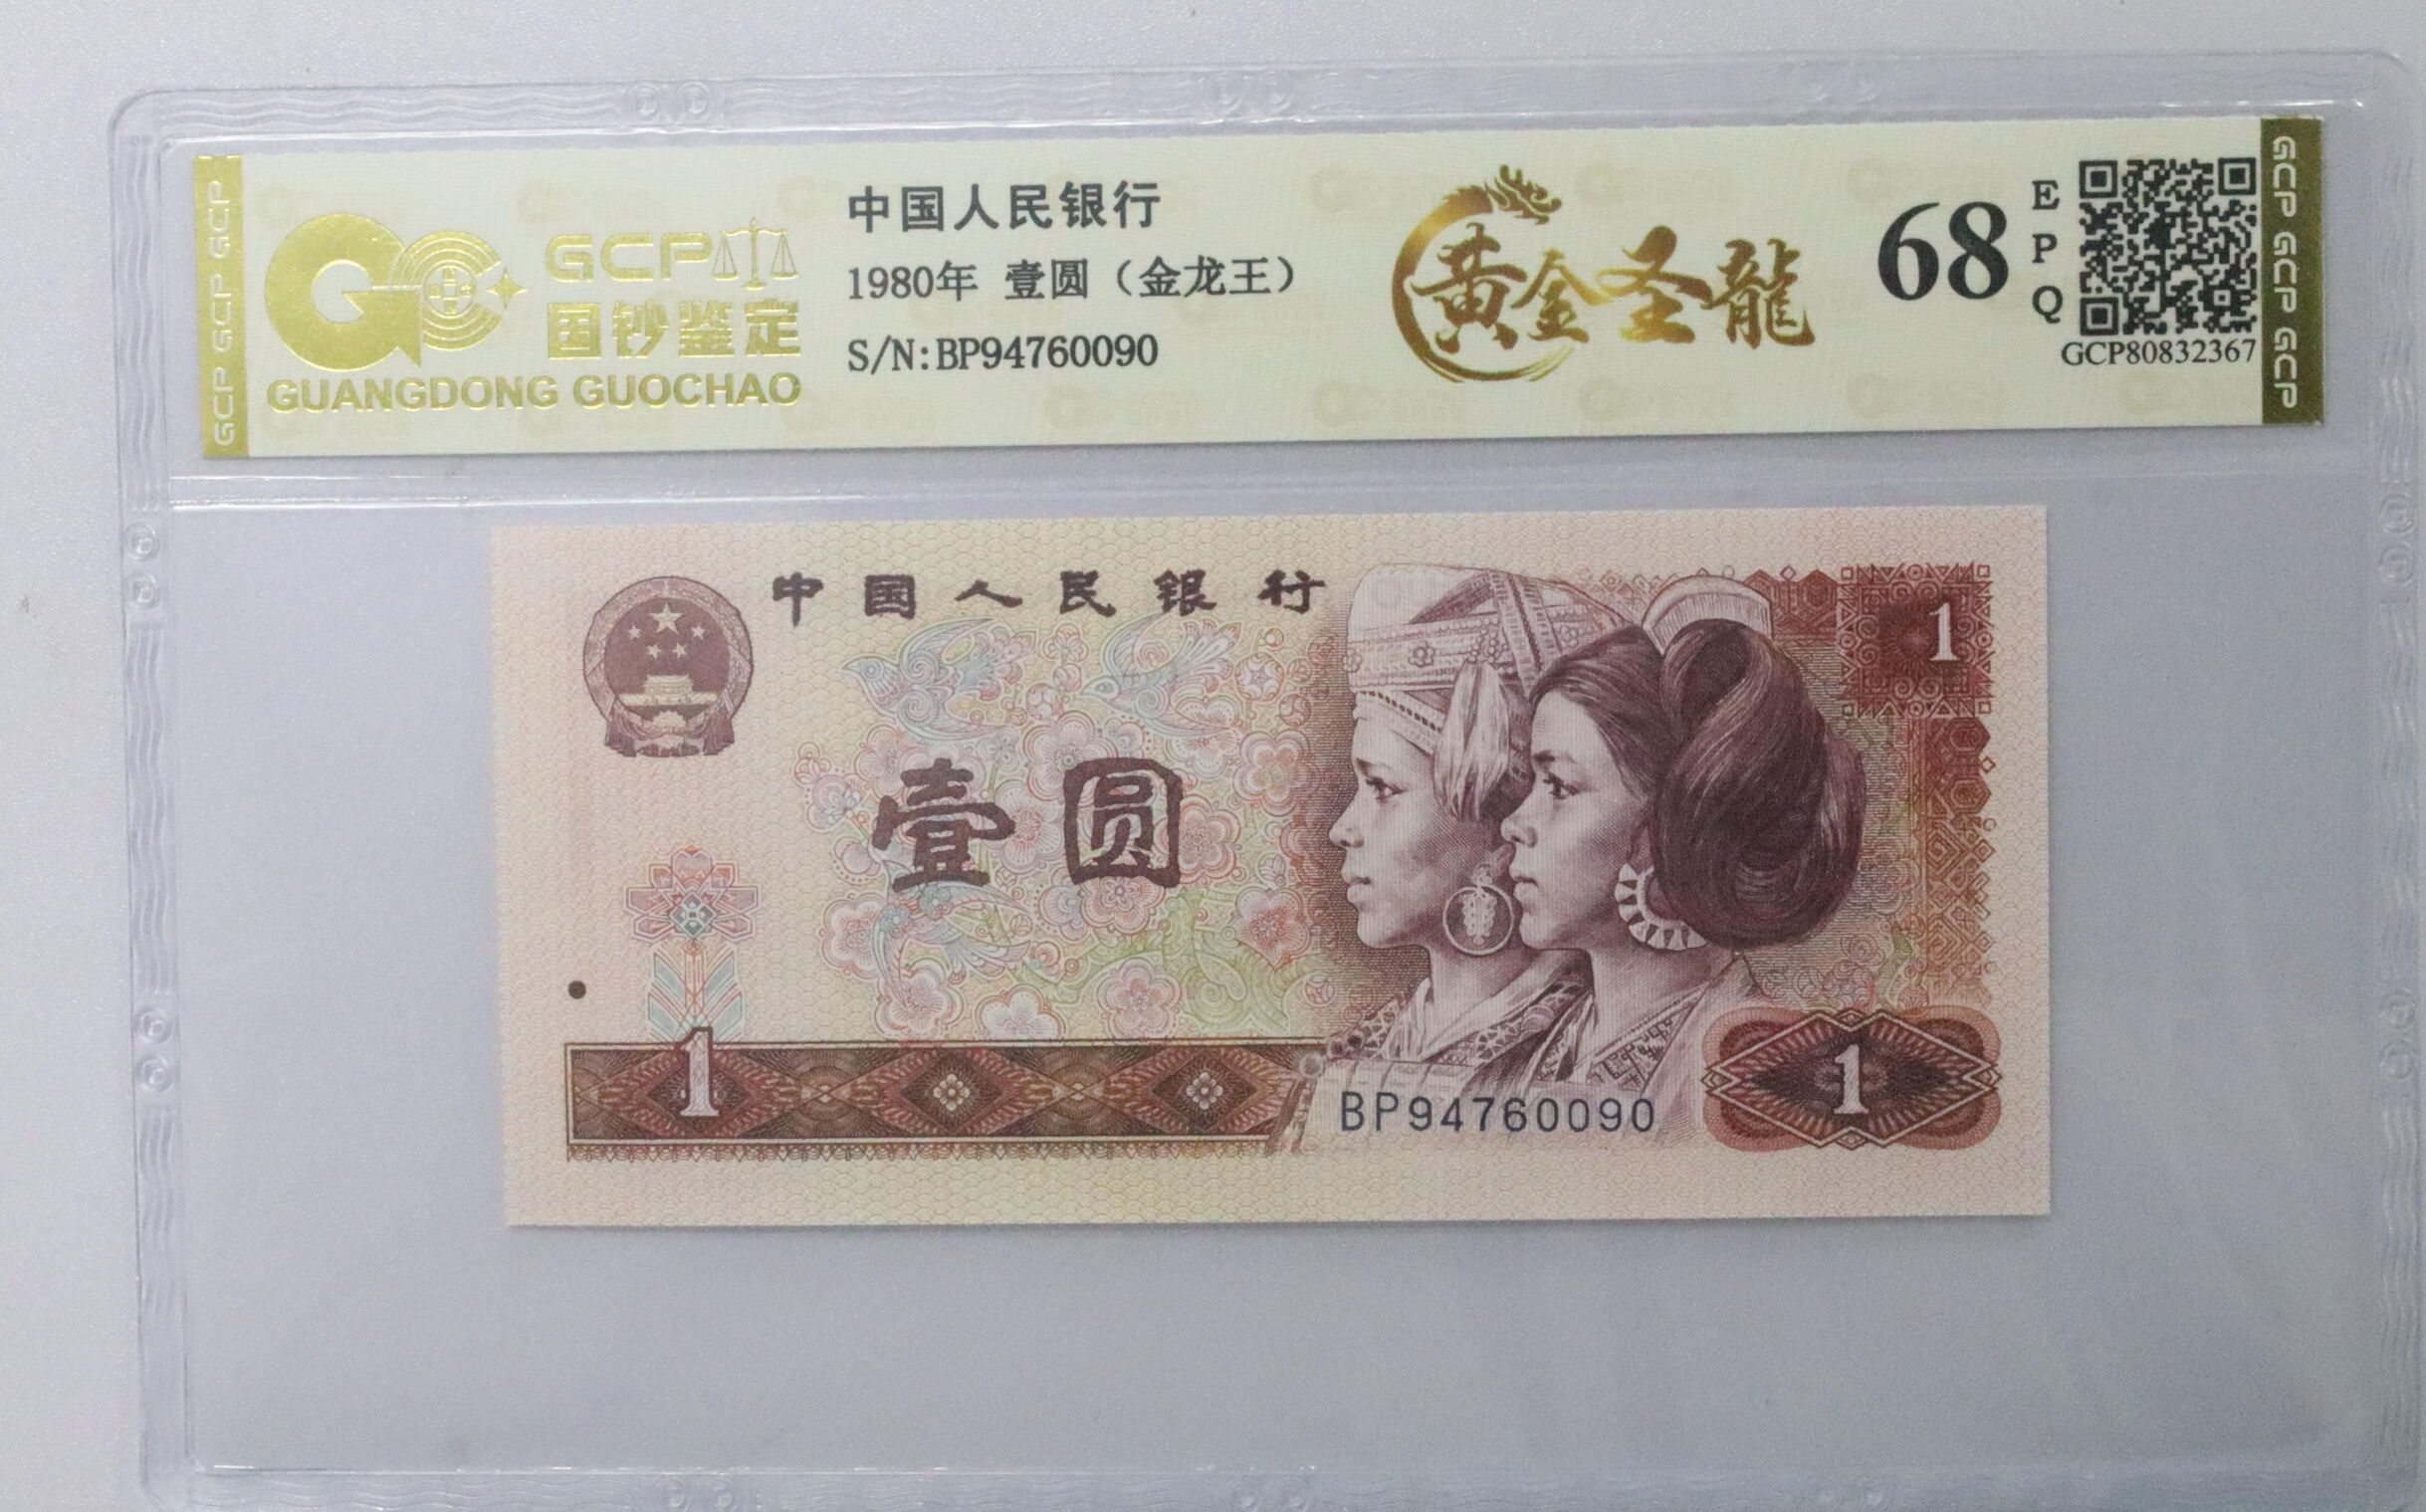 GCP GCP GCP
GCP
国钞鉴定
GUANGDONG GUOCHAO
中国人民银行
1980年 壹圆（金龙王）
S/N:BP94760090
黄金圣龍
68
EPQ
GCP80832367
GCP GCP GCP
中国人民银行
1
壹圆
1
BP94760090
1